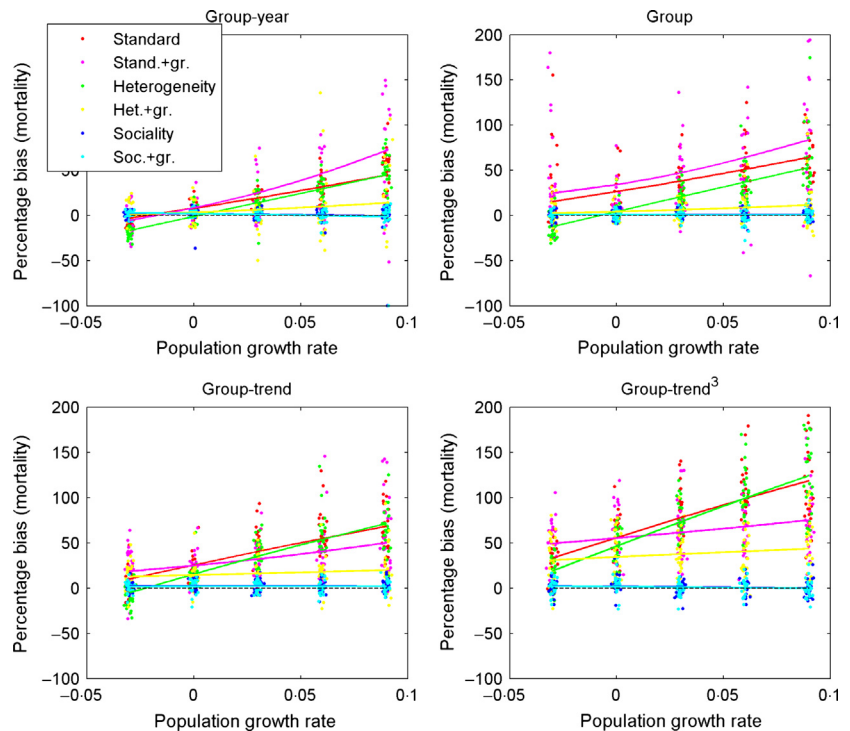 Group-year
Group
Standard
Stand.+gr.
Heterogeneity
Het.+gr.
Sociality
Soc.+gr.
Percentage bias (mortality)
50
0
−50
−100
−0·05
0
0·05
0·1
Population growth rate
Percentage bias (mortality)
200
150
100
50
0
−50
−100
−0·05
0
0·05
0·1
Population growth rate
Group-trend
Group-trend³
Percentage bias (mortality)
200
150
100
50
0
−50
−100
−0·05
0
0·05
0·1
Population growth rate
Percentage bias (mortality)
200
150
100
50
0
−50
−100
−0·05
0
0·05
0·1
Population growth rate